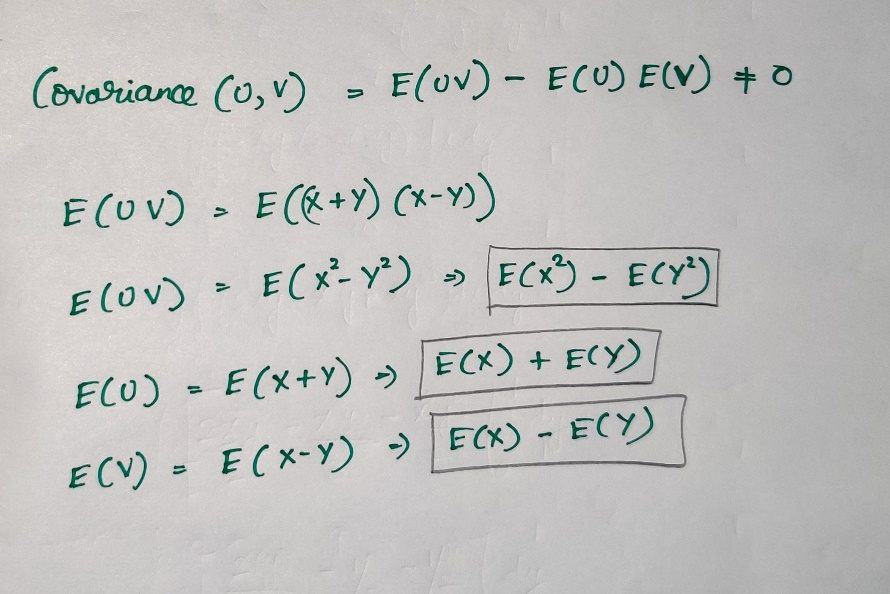 Covariance (U, V) = E(UV) - E(U) E(V) ≠ 0
E(UV) = E((X+Y) (X-Y))
E(UV) = E(X²-Y²) ⇒ E(X²) - E(Y²)
E(U) = E(X+Y) ⇒ E(X) + E(Y)
E(V) = E(X-Y) ⇒ E(X) - E(Y)